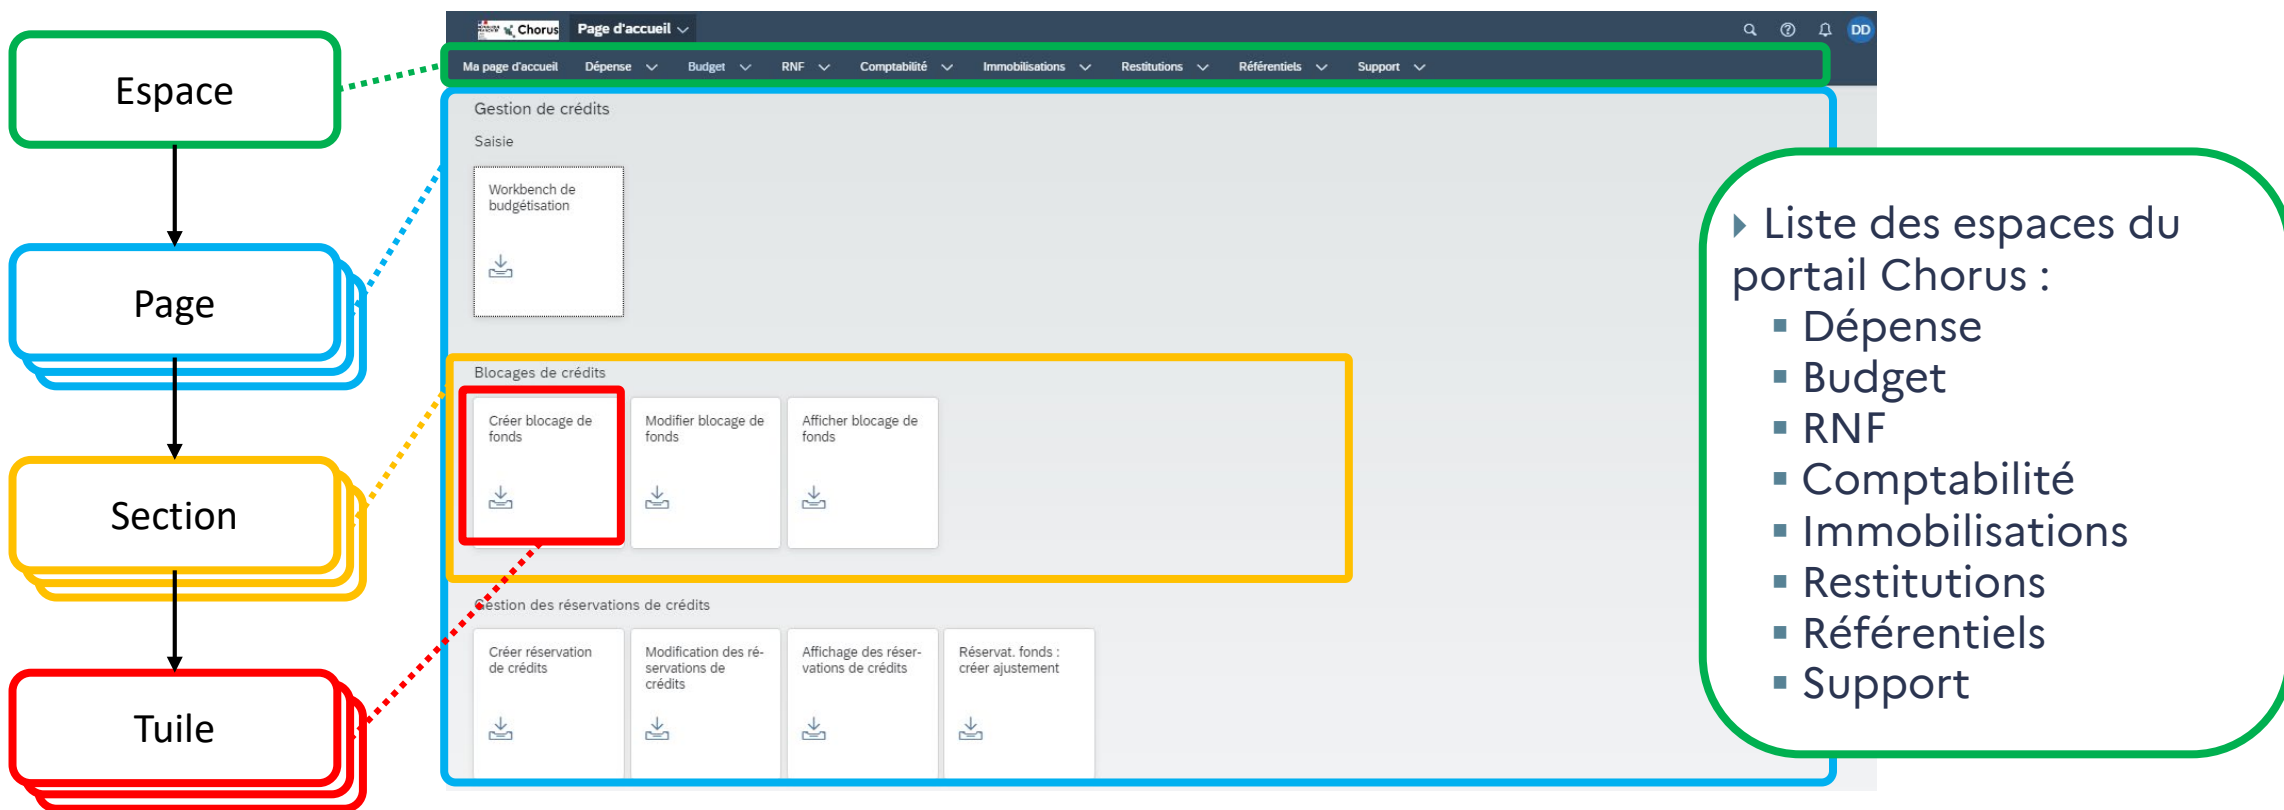 Espace
Page
Section
Tuile
Chorus
Page d'accueil
DD
Ma page d'accueil
Dépense
Budget
RNF
Comptabilité
Immobilisations
Restitutions
Référentiels
Support
Gestion de crédits
Saisie
Workbench de
budgétisation
Blocages de crédits
Créer blocage de
fonds
Modifier blocage de
fonds
Afficher blocage de
fonds
Gestion des réservations de crédits
Créer réservation
de crédits
Modification des ré-
servations de
crédits
Affichage des réser-
vations de crédits
Réservat. fonds :
créer ajustement
Liste des espaces du
portail Chorus :
Dépense
Budget
RNF
Comptabilité
Immobilisations
Restitutions
Référentiels
Support